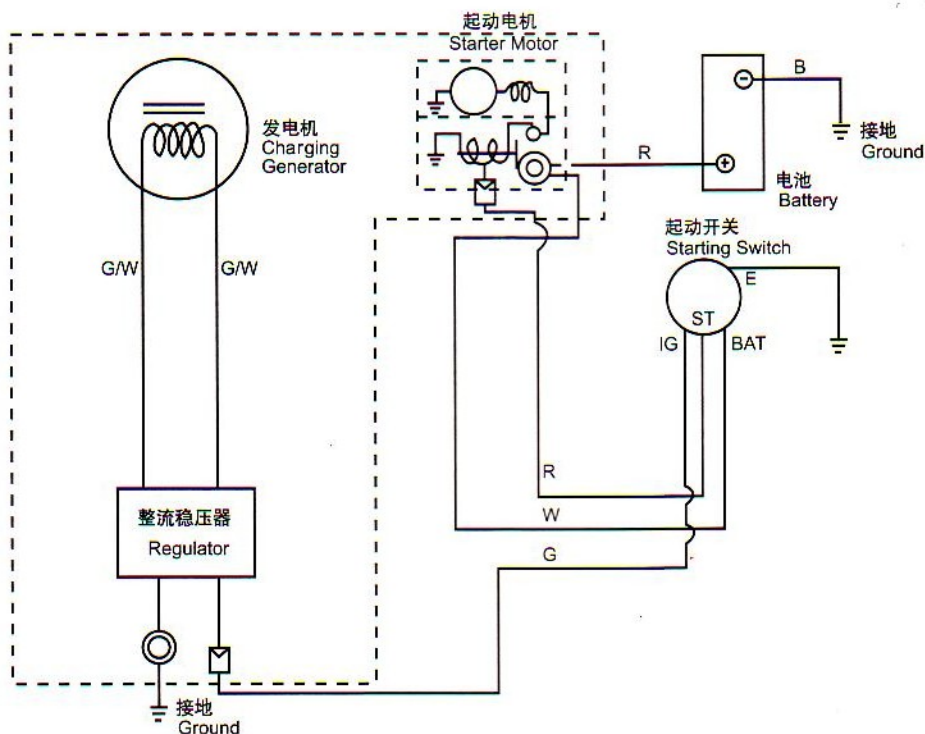 起动电机
Starter Motor
发电机
Charging
Generator
B
接地
Ground
R
电池
Battery
起动开关
Starting Switch
E
ST
IG
BAT
G/W
G/W
R
W
G
整流稳压器
Regulator
接地
Ground